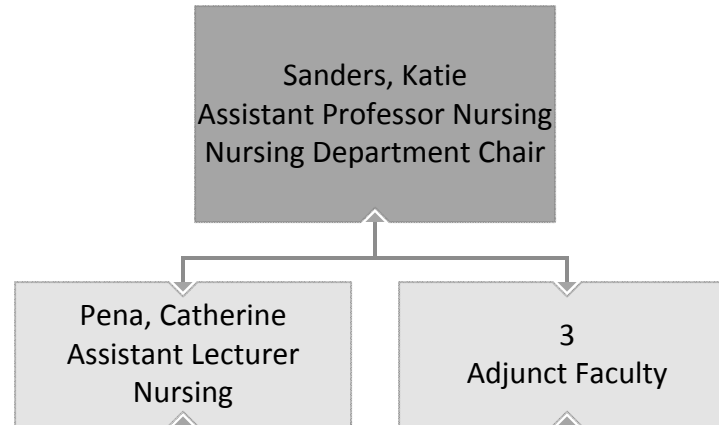 Sanders, Katie
Assistant Professor Nursing
Nursing Department Chair
Pena, Catherine
Assistant Lecturer
Nursing
3
Adjunct Faculty